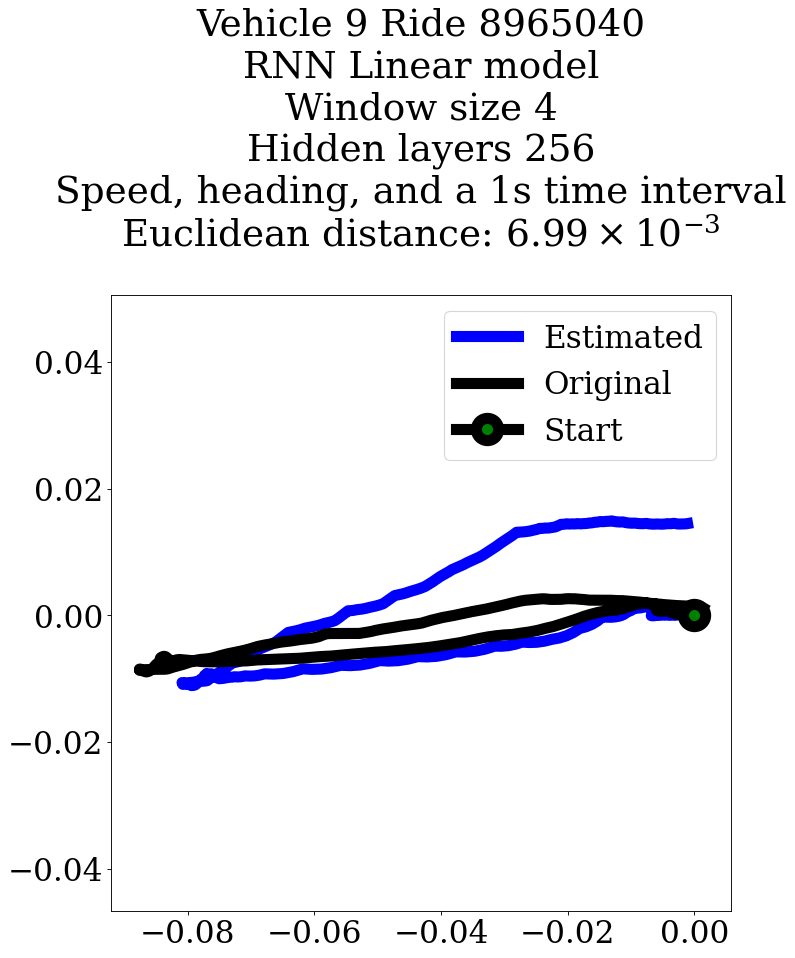 Vehicle 9 Ride 8965040
RNN Linear model
Window size 4
Hidden layers 256
Speed, heading, and a 1s time interval
Euclidean distance: 6.99 × 10⁻³
Estimated
Original
Start
0.04
0.02
0.00
−0.02
−0.04
−0.08 −0.06 −0.04 −0.02 0.00